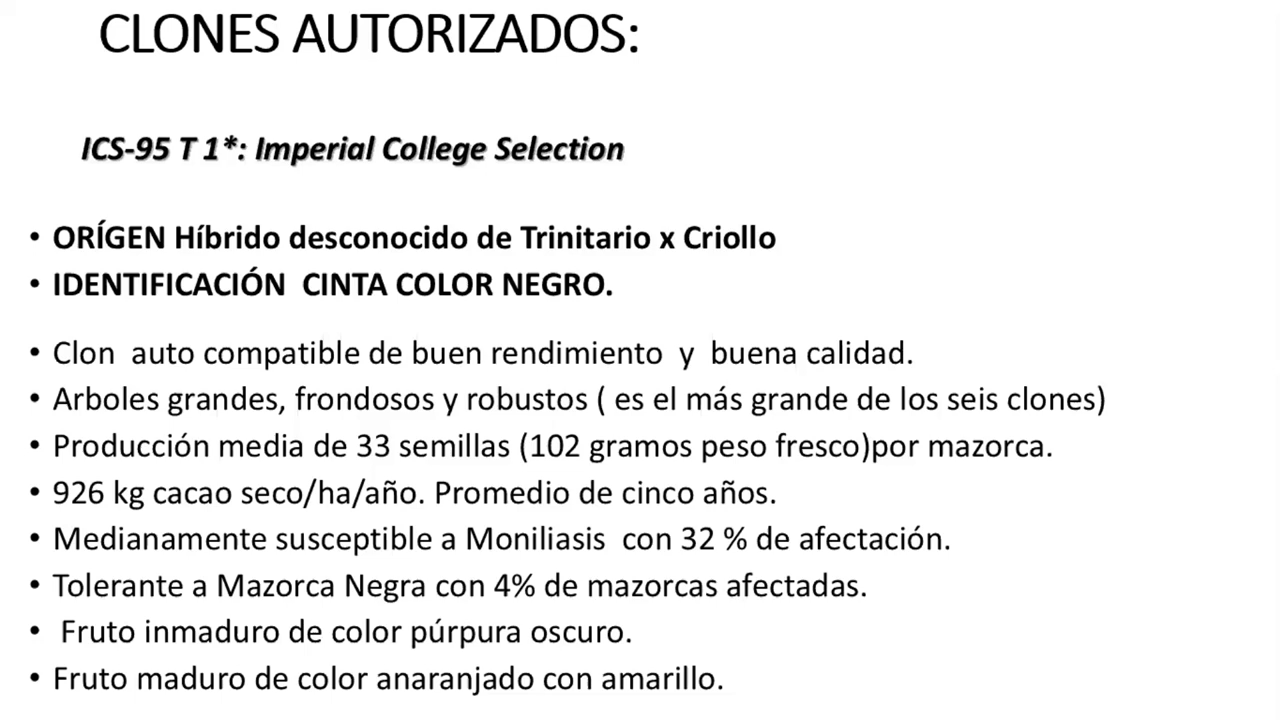 CLONES AUTORIZADOS:
ICS-95 T 1*: Imperial College Selection
• ORÍGEN Híbrido desconocido de Trinitario x Criollo
• IDENTIFICACIÓN CINTA COLOR NEGRO.
• Clon auto compatible de buen rendimiento y buena calidad.
• Arboles grandes, frondosos y robustos ( es el más grande de los seis clones)
• Producción media de 33 semillas (102 gramos peso fresco)por mazorca.
• 926 kg cacao seco/ha/año. Promedio de cinco años.
• Medianamente susceptible a Moniliasis con 32 % de afectación.
• Tolerante a Mazorca Negra con 4% de mazorcas afectadas.
• Fruto inmaduro de color púrpura oscuro.
• Fruto maduro de color anaranjado con amarillo.